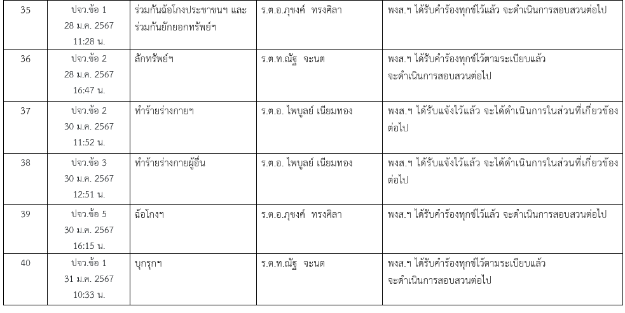 35 ปจว.ข้อ 1 ร่วมกันฉ้อโกงประชาชนฯ และ ร.ต.อ.ภุชงค์ ทรงศิลา พงส.ฯ ได้รับคำร้องทุกข์ไว้แล้ว จะดำเนินการสอบสวนต่อไป
28 ม.ค. 2567 ร่วมกันยักยอกทรัพย์ฯ
11:28 น.
36 ปจว.ข้อ 2 ลักทรัพย์ฯ ร.ต.ท.ณัฐ จะนต พงส.ฯ ได้รับคำร้องทุกข์ไว้ตามระเบียบแล้ว
28 ม.ค. 2567 จะดำเนินการสอบสวนต่อไป
16:47 น.
37 ปจว.ข้อ 2 ทำร้ายร่างกายฯ ร.ต.อ. ไพบูลย์ เนียมทอง พงส.ฯ ได้รับแจ้งไว้แล้ว จะได้ดำเนินการในส่วนที่เกี่ยวข้อง
30 ม.ค. 2567 ต่อไป
11:52 น.
38 ปจว.ข้อ 3 ทำร้ายร่างกายผู้อื่น ร.ต.อ. ไพบูลย์ เนียมทอง พงส.ฯ ได้รับแจ้งไว้แล้ว จะได้ดำเนินการในส่วนที่เกี่ยวข้อง
30 ม.ค. 2567 ต่อไป
12:51 น.
39 ปจว.ข้อ 5 ฉ้อโกงฯ ร.ต.อ.ภุชงค์ ทรงศิลา พงส.ฯ ได้รับคำร้องทุกข์ไว้แล้ว จะดำเนินการสอบสวนต่อไป
30 ม.ค. 2567
16:15 น.
40 ปจว.ข้อ 1 บุกรุกฯ ร.ต.ท.ณัฐ จะนต พงส.ฯ ได้รับคำร้องทุกข์ไว้ตามระเบียบแล้ว
31 ม.ค. 2567 จะดำเนินการสอบสวนต่อไป
10:33 น.